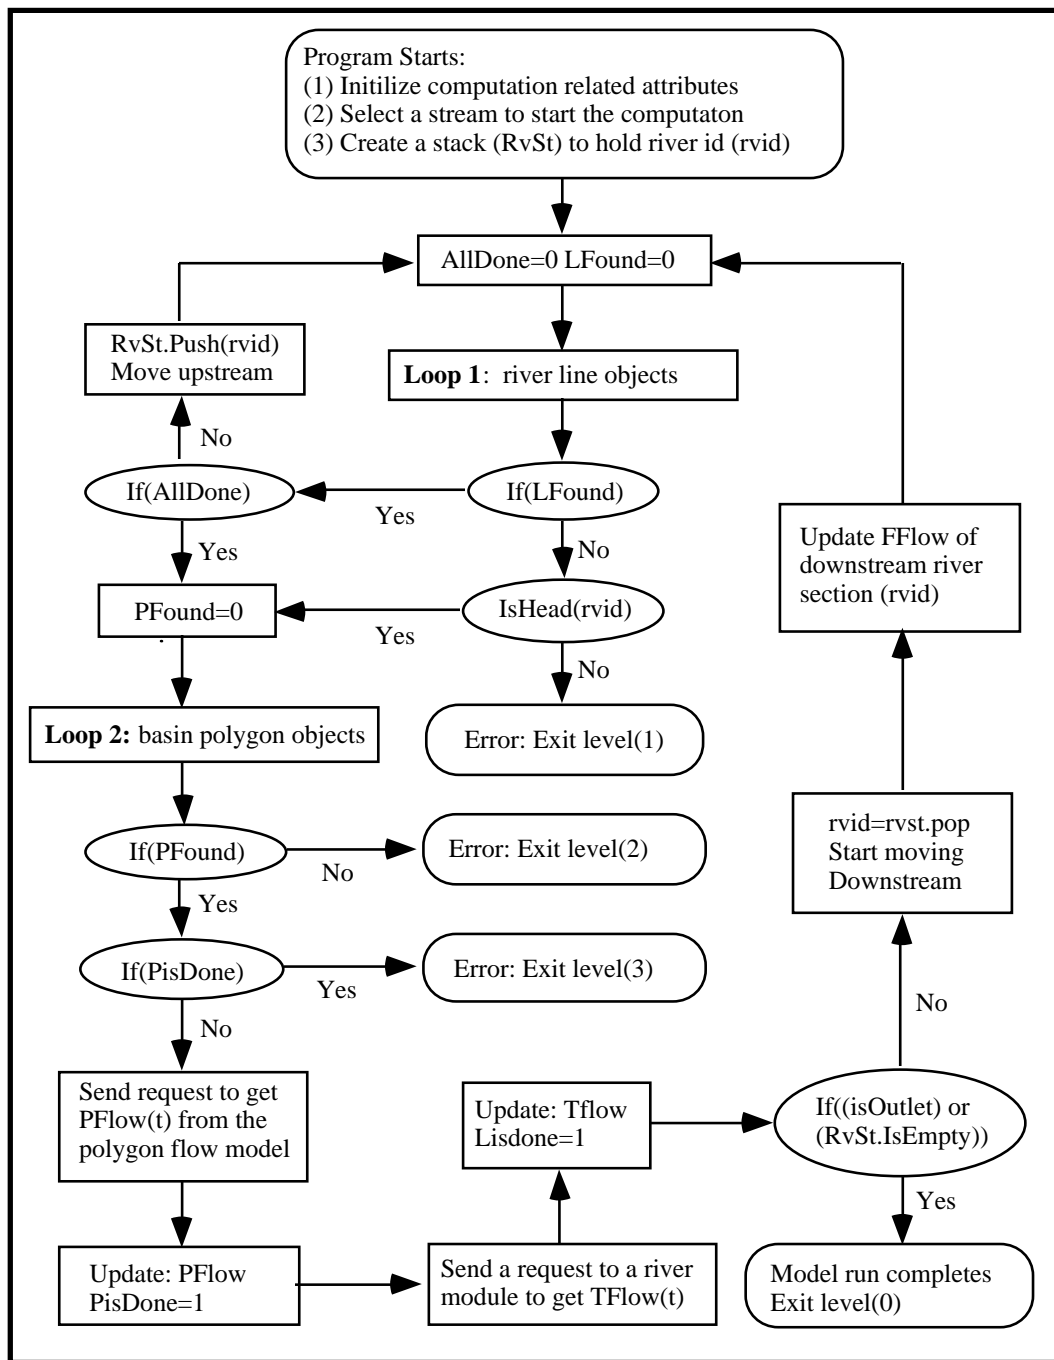 Program Starts:
(1) Initilize computation related attributes
(2) Select a stream to start the computaton
(3) Create a stack (RvSt) to hold river id (rvid)
AllDone=0 LFound=0
RvSt.Push(rvid)
Move upstream
Loop 1:  river line objects
No
If(AllDone)
Yes
If(LFound)
Yes
No
PFound=0
Yes
IsHead(rvid)
No
Update FFlow of
downstream river
section (rvid)
Loop 2: basin polygon objects
Error: Exit level(1)
If(PFound)
No
Error: Exit level(2)
Yes
rvid=rvst.pop
Start moving
Downstream
If(PisDone)
Yes
Error: Exit level(3)
No
No
Send request to get
PFlow(t) from the
polygon flow model
Update: Tflow
Lisdone=1
If((isOutlet) or
(RvSt.IsEmpty))
Yes
Update: PFlow
PisDone=1
Send a request to a river
module to get TFlow(t)
Model run completes
Exit level(0)